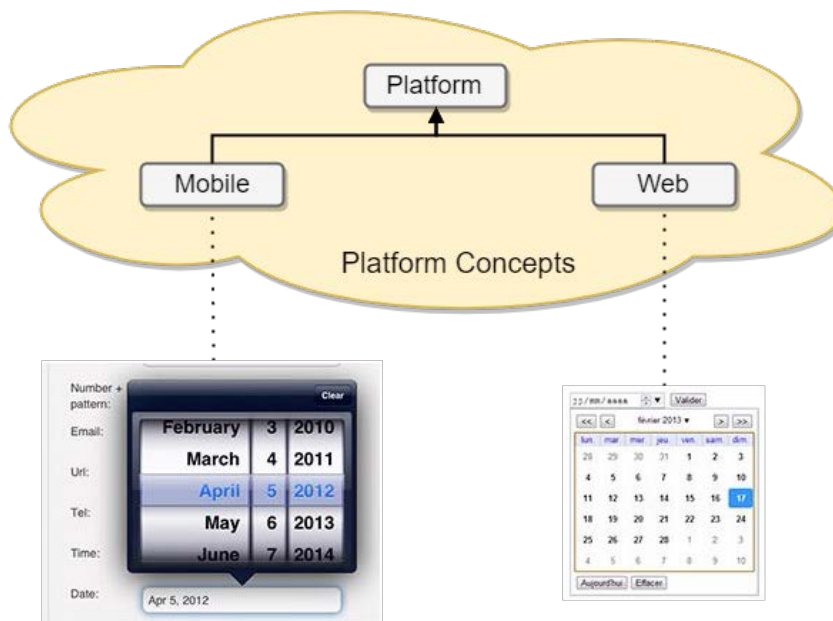 Platform
Mobile
Web
Platform Concepts
Number +
pattern:
Email:
Url:
Tel:
Time:
Date:
Clear
February 3 2010
March 4 2011
April 5 2012
May 6 2013
June 7 2014
Apr 5, 2012
jj/mm/aaaa Valider
<< < février 2013 ▾ > >>
lun. mar. mer. jeu. ven. sam. dim.
28 29 30 31 1 2 3
4 5 6 7 8 9 10
11 12 13 14 15 16 17
18 19 20 21 22 23 24
25 26 27 28 1 2 3
4 5 6 7 8 9 10
Aujourd'hui Effacer